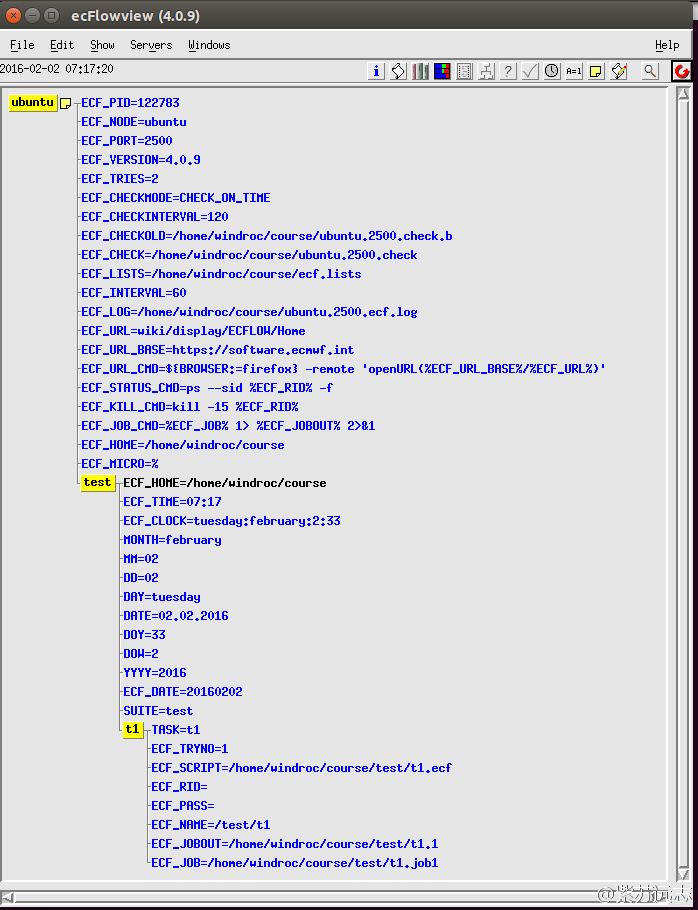 ecFlowview (4.0.9)
File Edit Show Servers Windows Help
2016-02-02 07:17:20
i ? A=1
ubuntu ECF_PID=122783
ECF_NODE=ubuntu
ECF_PORT=2500
ECF_VERSION=4.0.9
ECF_TRIES=2
ECF_CHECKMODE=CHECK_ON_TIME
ECF_CHECKINTERVAL=120
ECF_CHECKOLD=/home/windroc/course/ubuntu.2500.check.b
ECF_CHECK=/home/windroc/course/ubuntu.2500.check
ECF_LISTS=/home/windroc/course/ecf.lists
ECF_INTERVAL=60
ECF_LOG=/home/windroc/course/ubuntu.2500.ecf.log
ECF_URL=wiki/display/ECFLOW/Home
ECF_URL_BASE=https://software.ecmwf.int
ECF_URL_CMD=${BROWSER:=firefox} -remote 'openURL(%ECF_URL_BASE%/%ECF_URL%)'
ECF_STATUS_CMD=ps --sid %ECF_RID% -f
ECF_KILL_CMD=kill -15 %ECF_RID%
ECF_JOB_CMD=%ECF_JOB% 1> %ECF_JOBOUT% 2>&1
ECF_HOME=/home/windroc/course
ECF_MICRO=%
test ECF_HOME=/home/windroc/course
ECF_TIME=07:17
ECF_CLOCK=tuesday:february:2:33
MONTH=february
MM=02
DD=02
DAY=tuesday
DATE=02.02.2016
DOY=33
DOW=2
YYYY=2016
ECF_DATE=20160202
SUITE=test
t1 TASK=t1
ECF_TRYNO=1
ECF_SCRIPT=/home/windroc/course/test/t1.ecf
ECF_RID=
ECF_PASS=
ECF_NAME=/test/t1
ECF_JOBOUT=/home/windroc/course/test/t1.1
ECF_JOB=/home/windroc/course/test/t1.job1